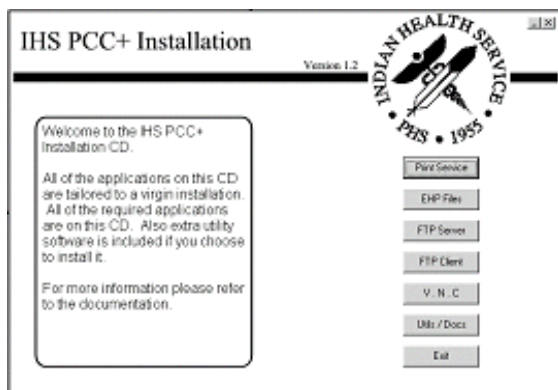 IHS PCC+ Installation
Version 1.2
INDIAN HEALTH SERVICE
• PHS • 1955 •
Welcome to the IHS PCC+
Installation CD.
All of the applications on this CD
are tailored to a virgin installation.
All of the required applications
are on this CD. Also extra utility
software is included if you choose
to install it.
For more information please refer
to the documentation.
Print Service
EHP Files
FTP Server
FTP Client
V . N . C
Utils / Docs
Exit